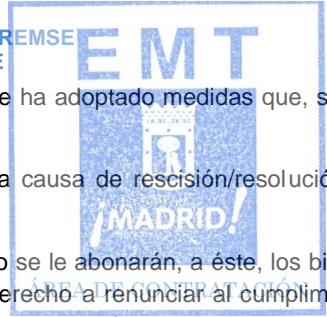 REMSE
E
EMT
e ha adoptado medidas que, s
a causa de rescisión/resolució
¡MADRID!
o se le abonarán, a éste, los bi
ÁREA DE CONTRATACIÓN
erecho a renunciar al cumplim